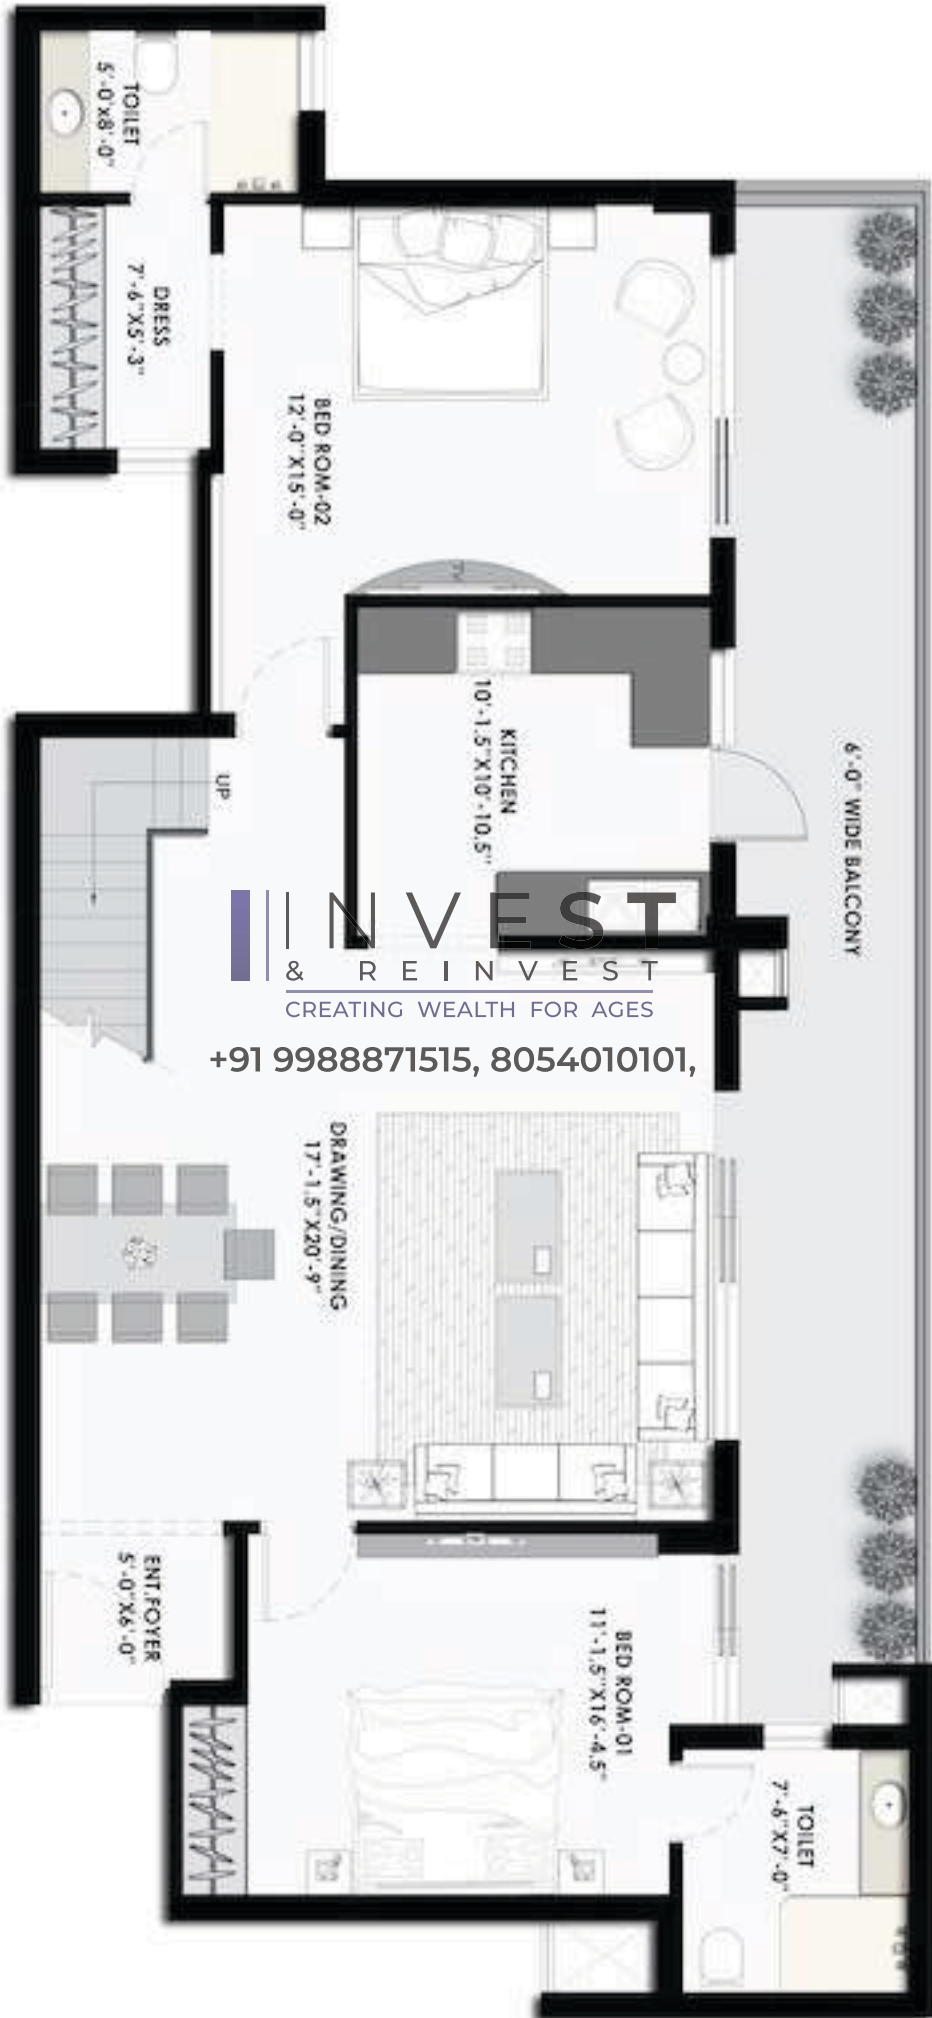 TOILET
5'-0"x8'-0"
DRESS
7'-6"X5'-3"
BED ROM-02
12'-0"X15'-0"
TV
KITCHEN
10'-1.5"X10'-10.5"
6'-0" WIDE BALCONY
UP
INVEST
& REINVEST
CREATING WEALTH FOR AGES
+91 9988871515, 8054010101,
DRAWING/DINING
17'-1.5"X20'-9"
ENT.FOYER
5'-0"X6'-0"
BED ROM-01
11'-1.5"X16'-4.5"
TOILET
7'-6"X7'-0"